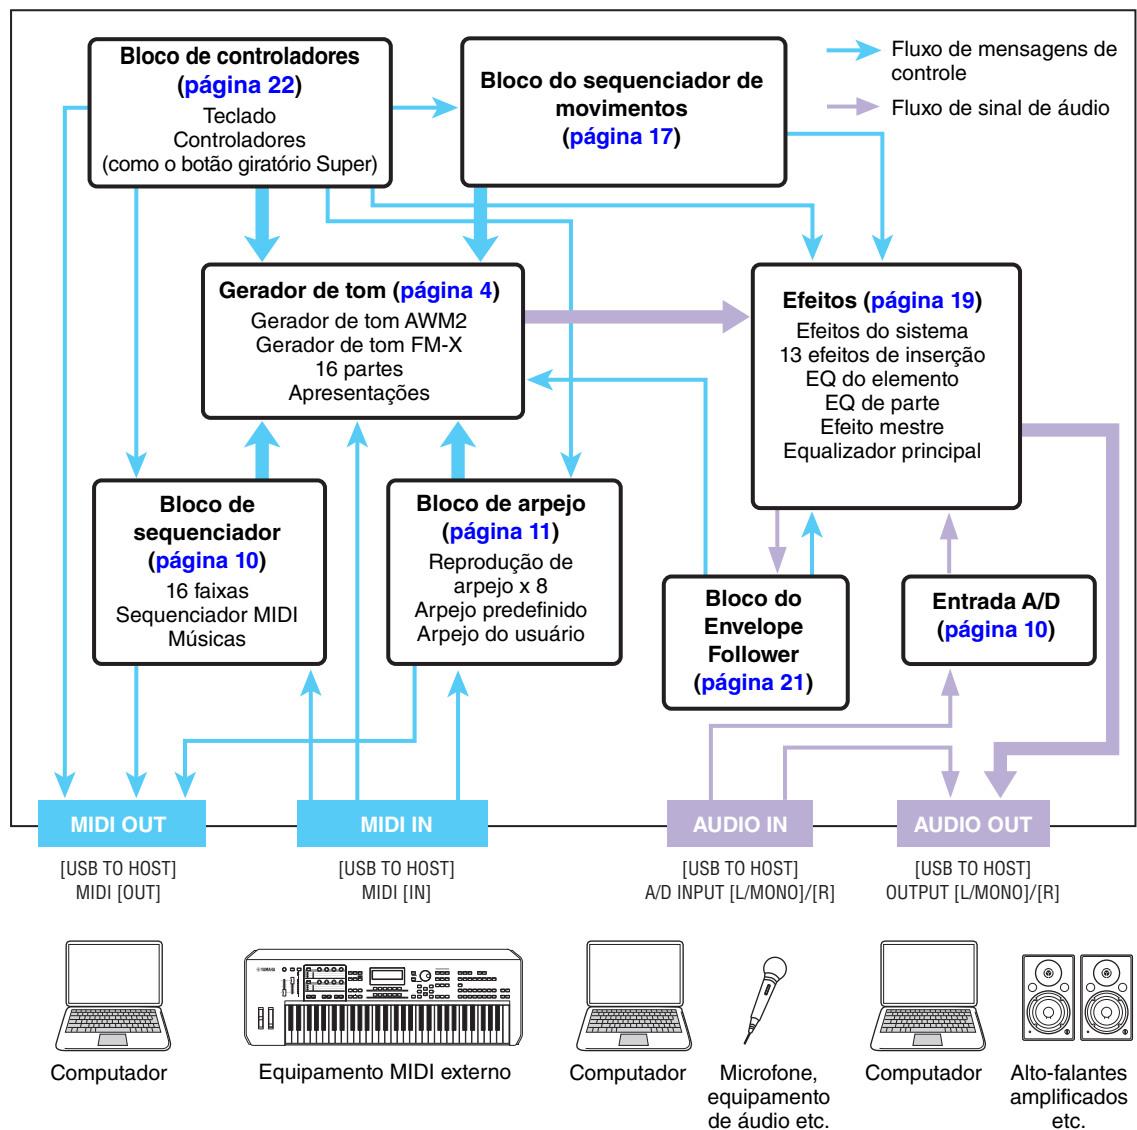 Bloco de controladores
(página 22)
Teclado
Controladores
(como o botão giratório Super)
Bloco do sequenciador de
movimentos
(página 17)
Fluxo de mensagens de
controle
Fluxo de sinal de áudio
Gerador de tom (página 4)
Gerador de tom AWM2
Gerador de tom FM-X
16 partes
Apresentações
Efeitos (página 19)
Efeitos do sistema
13 efeitos de inserção
EQ do elemento
EQ de parte
Efeito mestre
Equalizador principal
Bloco de
sequenciador
(página 10)
16 faixas
Sequenciador MIDI
Músicas
Bloco de arpejo
(página 11)
Reprodução de
arpejo x 8
Arpejo predefinido
Arpejo do usuário
Bloco do
Envelope
Follower
(página 21)
Entrada A/D
(página 10)
MIDI OUT
MIDI IN
AUDIO IN
AUDIO OUT
[USB TO HOST]
MIDI [OUT]
[USB TO HOST]
MIDI [IN]
[USB TO HOST]
A/D INPUT [L/MONO]/[R]
[USB TO HOST]
OUTPUT [L/MONO]/[R]
YAMAHA
Computador
Equipamento MIDI externo
Computador
Microfone,
equipamento
de áudio etc.
Computador
Alto-falantes
amplificados
etc.